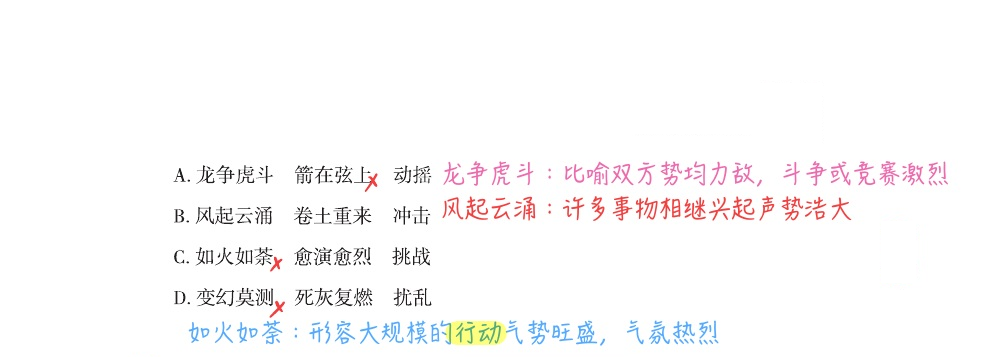 A. 龙争虎斗 箭在弦上 动摇 龙争虎斗：比喻双方势均力敌，斗争或竞赛激烈
B. 风起云涌 卷土重来 冲击 风起云涌：许多事物相继兴起声势浩大
C. 如火如荼 愈演愈烈 挑战
D. 变幻莫测 死灰复燃 扰乱
如火如荼：形容大规模的行动气势旺盛，气氛热烈